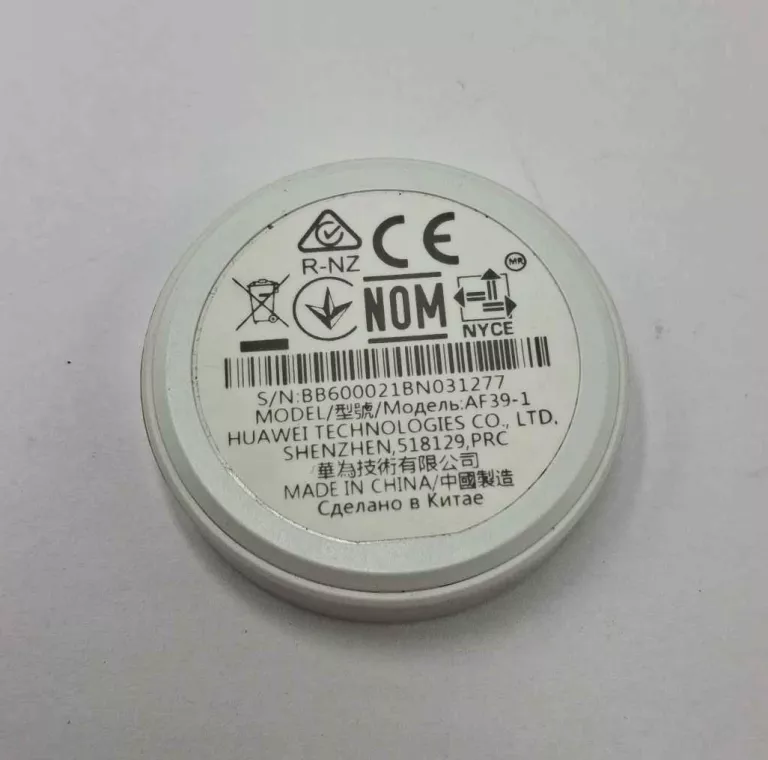 CE
R-NZ
NOM
MR
NYCE
S/N:BB600021BN031277
MODEL/型號/Модель:AF39-1
HUAWEI TECHNOLOGIES CO., LTD.
SHENZHEN,518129,PRC
華為技術有限公司
MADE IN CHINA/中國製造
Сделано в Китае